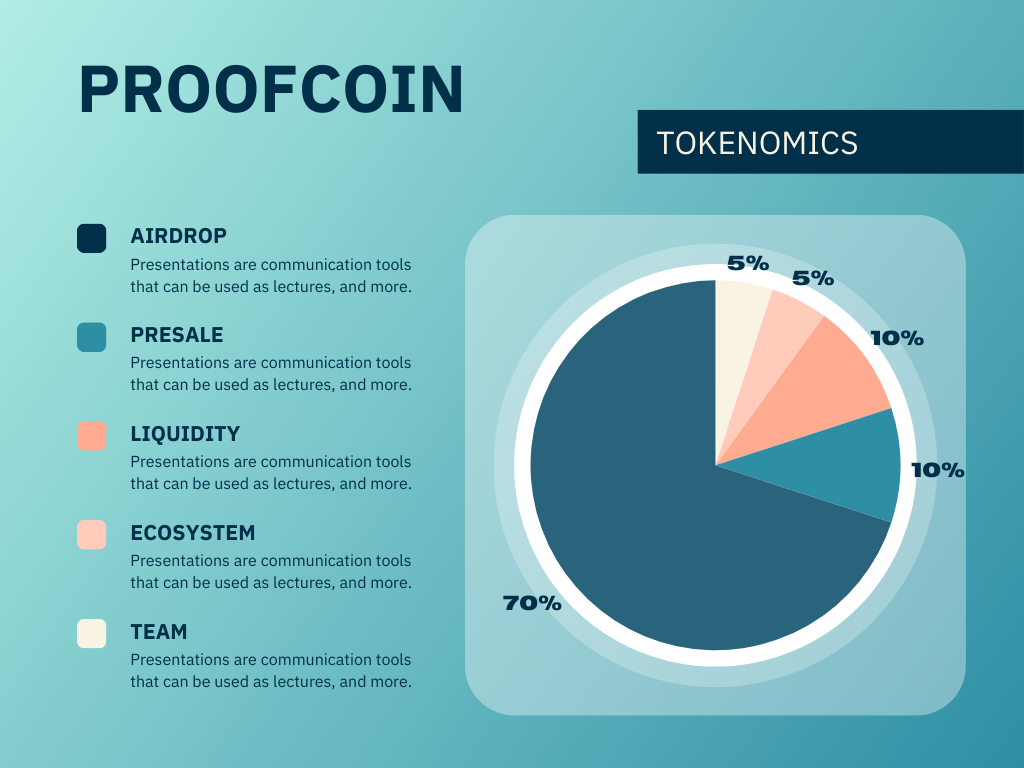 PROOFCOIN
TOKENOMICS
AIRDROP
Presentations are communication tools
that can be used as lectures, and more.
PRESALE
Presentations are communication tools
that can be used as lectures, and more.
LIQUIDITY
Presentations are communication tools
that can be used as lectures, and more.
ECOSYSTEM
Presentations are communication tools
that can be used as lectures, and more.
TEAM
Presentations are communication tools
that can be used as lectures, and more.
5%
5%
10%
10%
70%